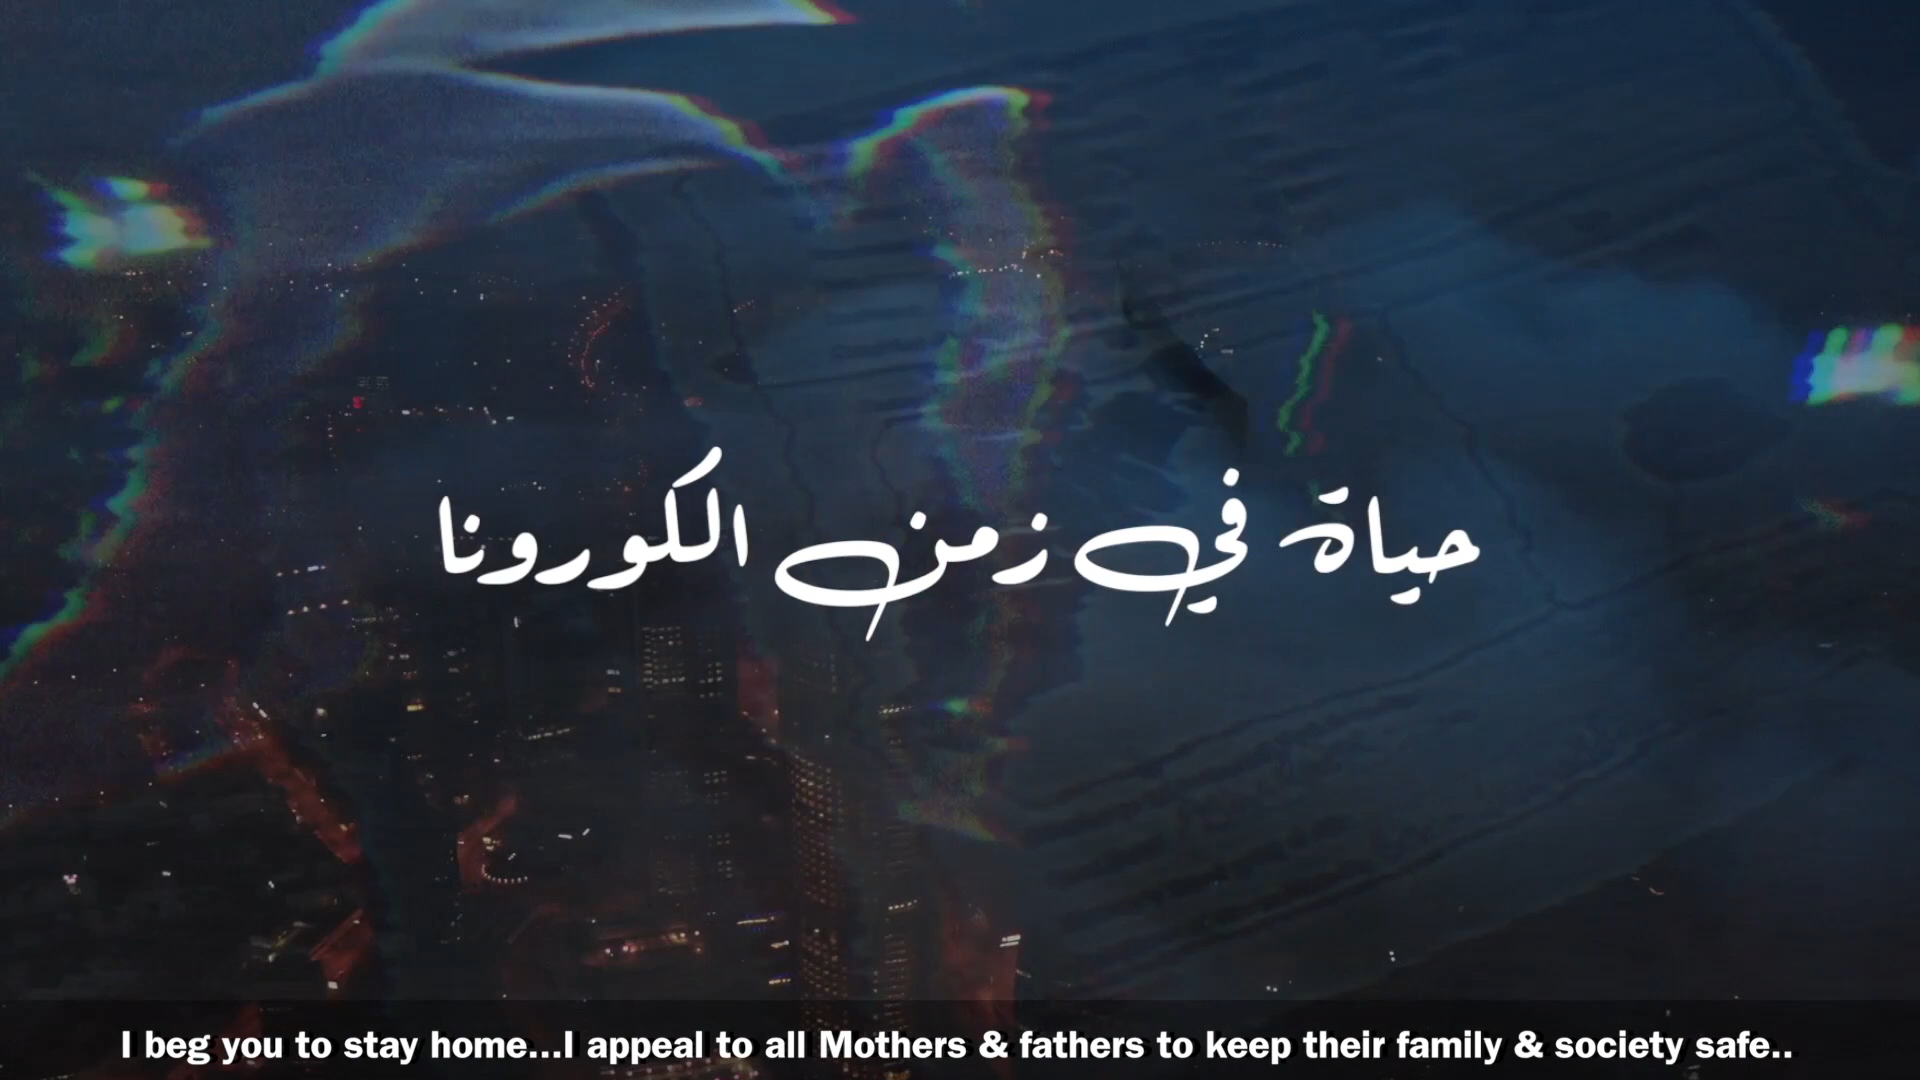 حياة في زمن الكورونا
I beg you to stay home...I appeal to all Mothers & fathers to keep their family & society safe..